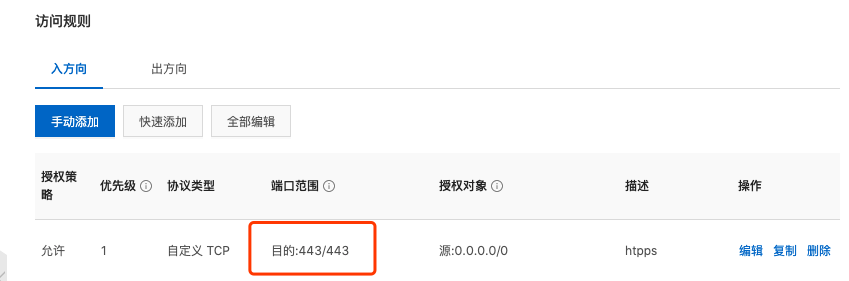 访问规则
入方向 出方向
手动添加 快速添加 全部编辑
授权策略 优先级 协议类型 端口范围 授权对象 描述 操作
允许 1 自定义 TCP 目的:443/443 源:0.0.0.0/0 htpps 编辑 复制 删除